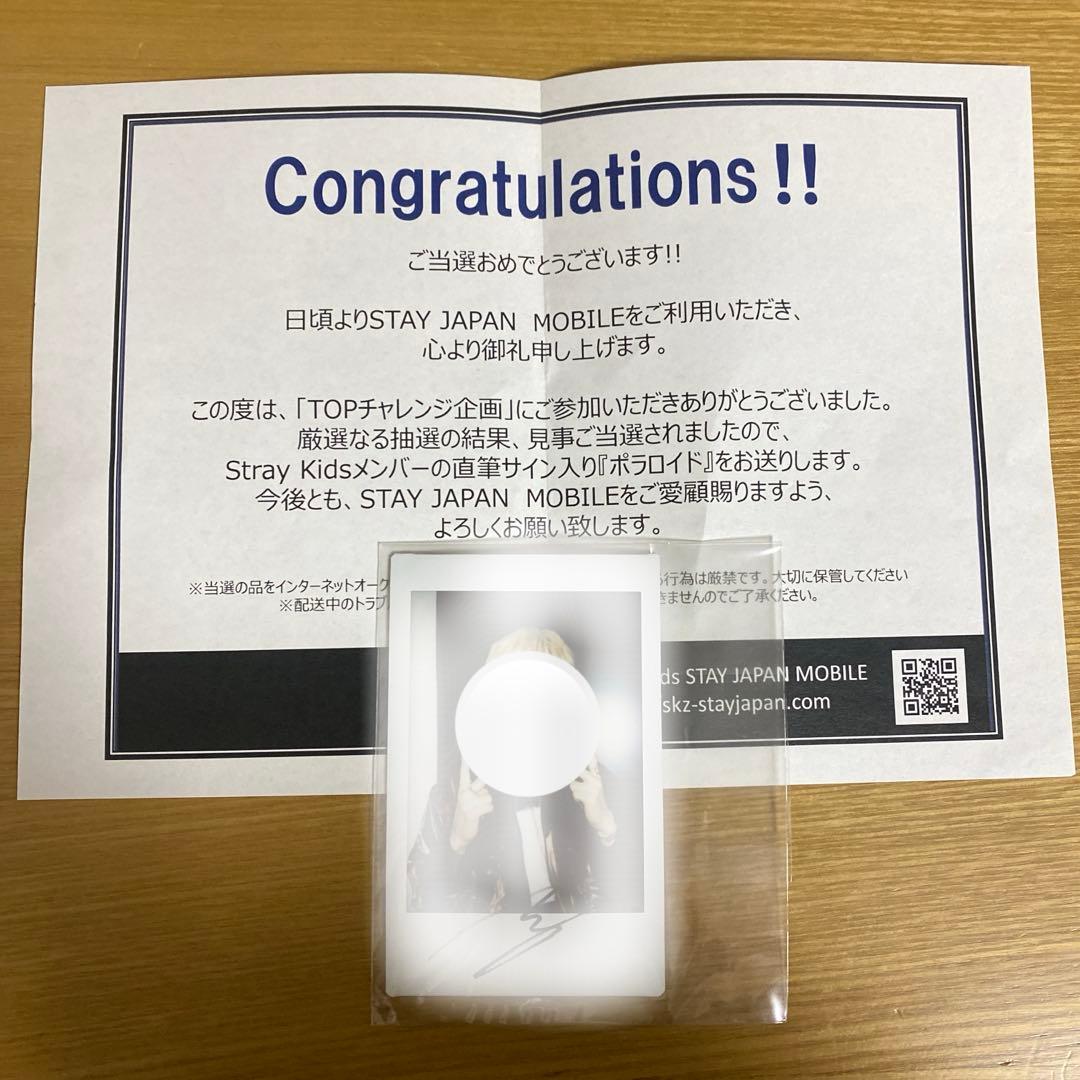 Congratulations!!
ご当選おめでとうございます!!
日頃よりSTAY JAPAN MOBILEをご利用いただき、
心より御礼申し上げます。
この度は、「TOPチャレンジ企画」にご参加いただきありがとうございました。
厳選なる抽選の結果、見事ご当選されましたので、
Stray Kidsメンバーの直筆サイン入り『ポラロイド』をお送りします。
今後とも、STAY JAPAN MOBILEをご愛顧賜りますよう、
よろしくお願い致します。
※当選の品をインターネットオーク 行為は厳禁です。大切に保管してください
※配送中のトラブ きませんのでご了承ください。
ds STAY JAPAN MOBILE
skz-stayjapan.com